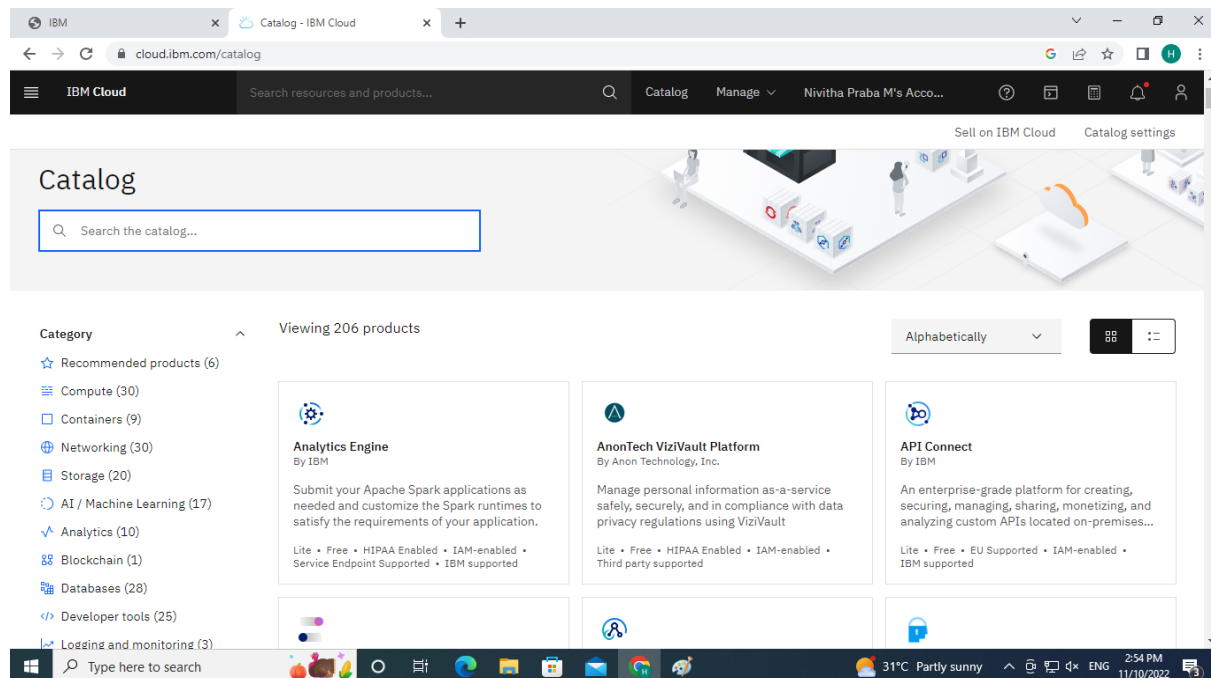 IBM
Catalog - IBM Cloud
cloud.ibm.com/catalog
H
IBM Cloud
Search resources and products...
Catalog
Manage
Nivitha Praba M's Acco...
Sell on IBM Cloud
Catalog settings
Catalog
Search the catalog...
Category
Viewing 206 products
Alphabetically
Recommended products (6)
Compute (30)
Containers (9)
Networking (30)
Storage (20)
AI / Machine Learning (17)
Analytics (10)
Blockchain (1)
Databases (28)
Developer tools (25)
Logging and monitoring (3)
Analytics Engine
By IBM
Submit your Apache Spark applications as
needed and customize the Spark runtimes to
satisfy the requirements of your application.
Lite • Free • HIPAA Enabled • IAM-enabled •
Service Endpoint Supported • IBM supported
AnonTech ViziVault Platform
By Anon Technology, Inc.
Manage personal information as-a-service
safely, securely, and in compliance with data
privacy regulations using ViziVault
Lite • Free • HIPAA Enabled • IAM-enabled •
Third party supported
API Connect
By IBM
An enterprise-grade platform for creating,
securing, managing, sharing, monetizing, and
analyzing custom APIs located on-premises...
Lite • Free • EU Supported • IAM-enabled •
IBM supported
Type here to search
31°C Partly sunny
ENG
2:54 PM
11/10/2022
3